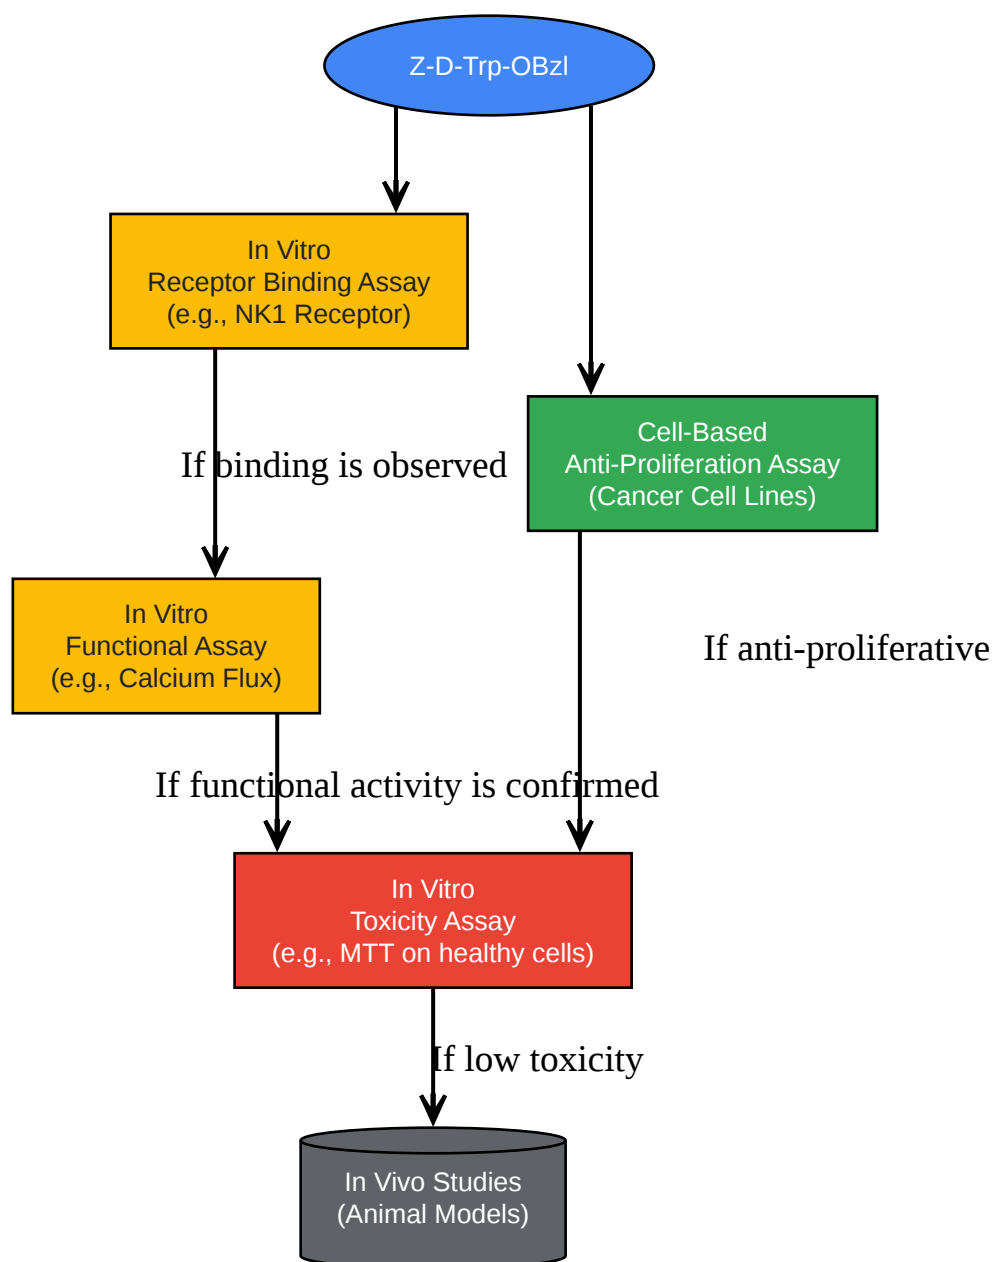 Z-D-Trp-OBzl
In Vitro
Receptor Binding Assay
(e.g., NK1 Receptor)
Cell-Based
Anti-Proliferation Assay
(Cancer Cell Lines)
If binding is observed
In Vitro
Functional Assay
(e.g., Calcium Flux)
If anti-proliferative
If functional activity is confirmed
In Vitro
Toxicity Assay
(e.g., MTT on healthy cells)
If low toxicity
In Vivo Studies
(Animal Models)